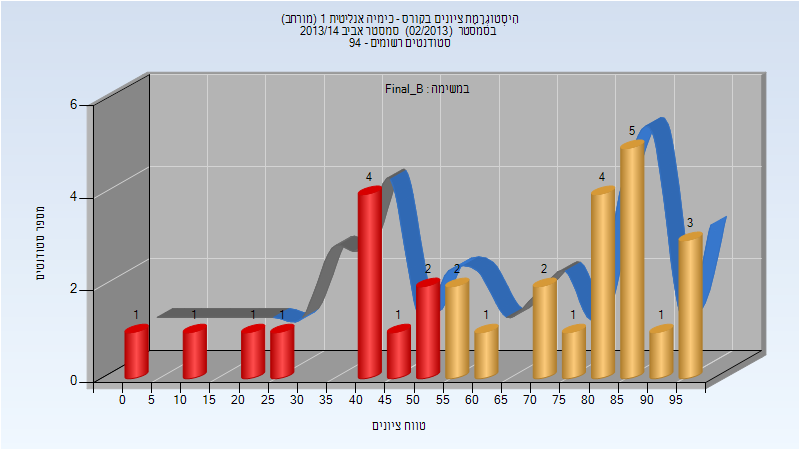 היסטוגרמת ציונים בקורס - כימיה אנליטית 1 (מורחב)
בסמסטר (02/2013) סמסטר אביב 2013/14
סטודנטים רשומים - 94
במשימה : Final_B
מספר סטודנטים
6
4
2
0
1
1
1
1
4
1
2
2
1
2
1
4
5
1
3
0 5 10 15 20 25 30 35 40 45 50 55 60 65 70 75 80 85 90 95
טווח ציונים